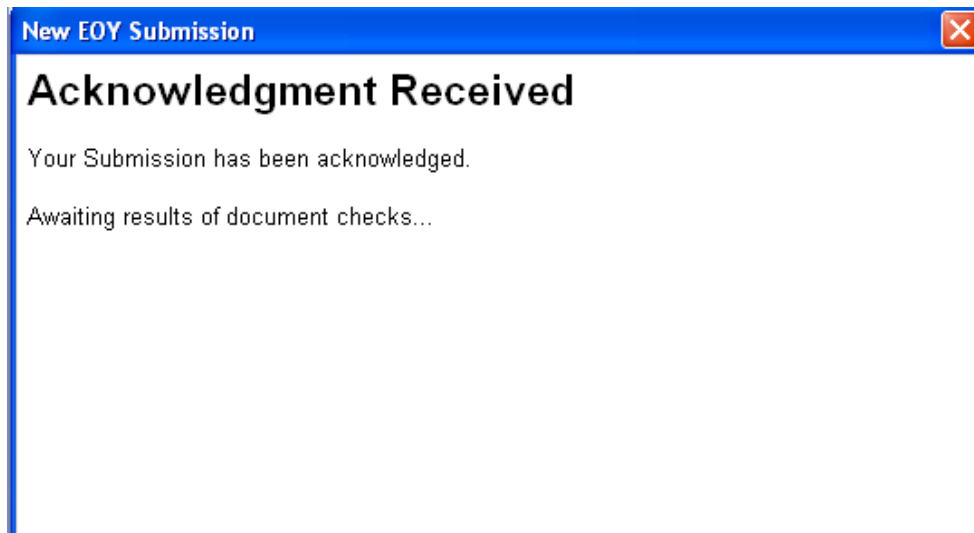 New EOY Submission
Acknowledgment Received
Your Submission has been acknowledged.
Awaiting results of document checks...